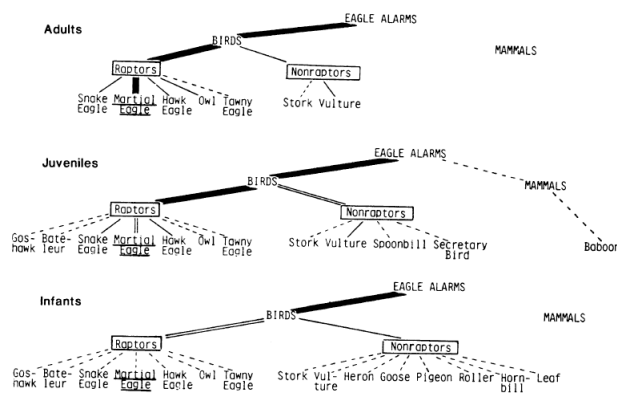 EAGLE ALARMS
Adults
BIRDS
MAMMALS
Raptors
Nonraptors
Snake Martial Hawk Owl Tawny
Eagle Eagle Eagle Eagle
Stork Vulture
EAGLE ALARMS
Juveniles
BIRDS
MAMMALS
Raptors
Nonraptors
Gos- Bate- Snake Martial Hawk Owl Tawny
hawk leur Eagle Eagle Eagle Eagle
Stork Vulture Spoonbill Secretary
Bird
Baboon
EAGLE ALARMS
Infants
BIRDS
MAMMALS
Raptors
Nonraptors
Gos- Bate- Snake Martial Hawk Owl Tawny
hawk leur Eagle Eagle Eagle Eagle
Stork Vul- Heron Goose Pigeon Roller Horn- Leaf
ture bill